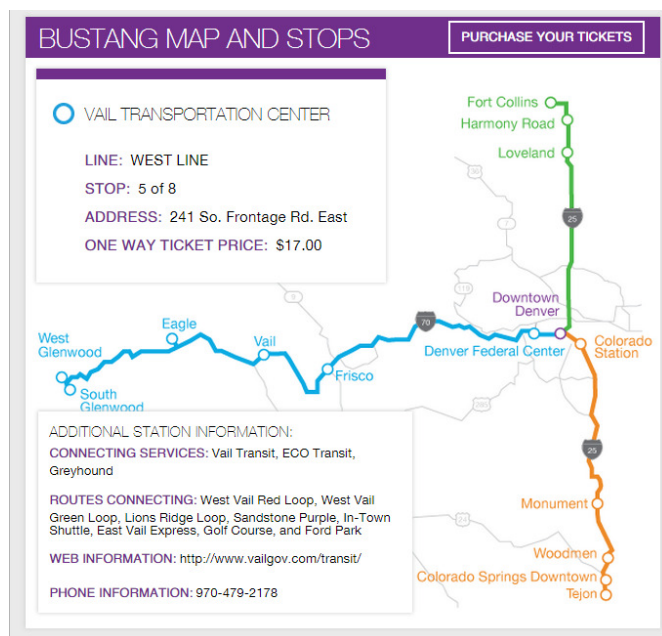 BUSTANG MAP AND STOPS
PURCHASE YOUR TICKETS
VAIL TRANSPORTATION CENTER
LINE: WEST LINE
STOP: 5 of 8
ADDRESS: 241 So. Frontage Rd. East
ONE WAY TICKET PRICE: $17.00
Fort Collins
Harmony Road
Loveland
25
Downtown
Denver
70
Denver Federal Center
Colorado
Station
West
Glenwood
Eagle
Vail
Frisco
South
Glenwood
25
Monument
Woodmen
Colorado Springs Downtown
Tejon
ADDITIONAL STATION INFORMATION:
CONNECTING SERVICES: Vail Transit, ECO Transit,
Greyhound
ROUTES CONNECTING: West Vail Red Loop, West Vail
Green Loop, Lions Ridge Loop, Sandstone Purple, In-Town
Shuttle, East Vail Express, Golf Course, and Ford Park
WEB INFORMATION: http://www.vailgov.com/transit/
PHONE INFORMATION: 970-479-2178